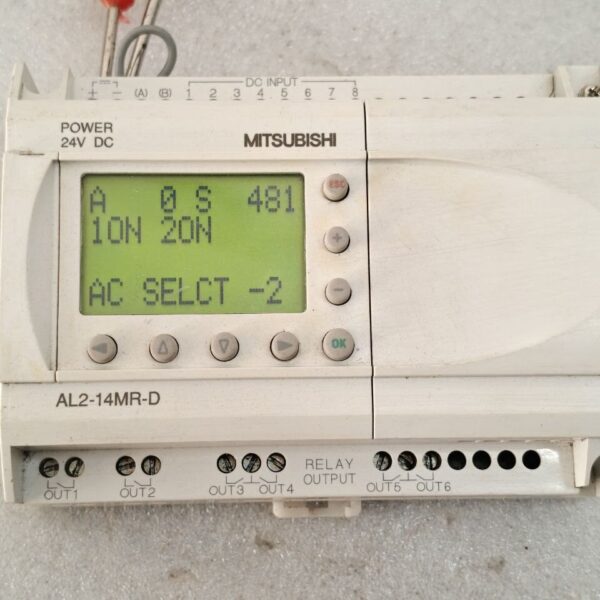 DC INPUT
+ - (A) (B) 1 2 3 4 5 6 7 8
POWER
24V DC
MITSUBISHI
ESC
A 0 S 481
1ON 2ON
+
AC SELCT -2
-
OK
AL2-14MR-D
RELAY
OUTPUT
OUT1 OUT2 OUT3 OUT4 OUT5 OUT6